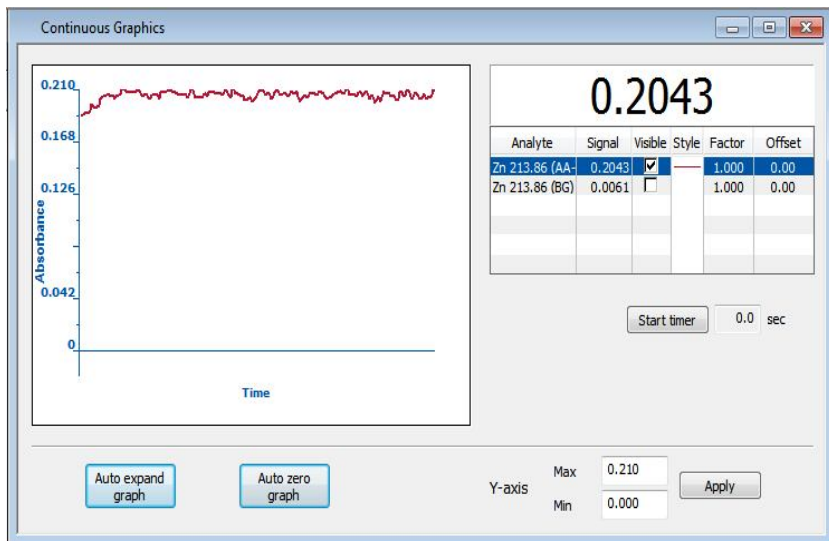 Continuous Graphics
0.210
0.168
0.126
0.042
0
Absorbance
Time
0.2043
Analyte Signal Visible Style Factor Offset
Zn 213.86 (AA- 0.2043 1.000 0.00
Zn 213.86 (BG) 0.0061 1.000 0.00
Start timer 0.0 sec
Auto expand
graph
Auto zero
graph
Y-axis
Max 0.210
Min 0.000
Apply